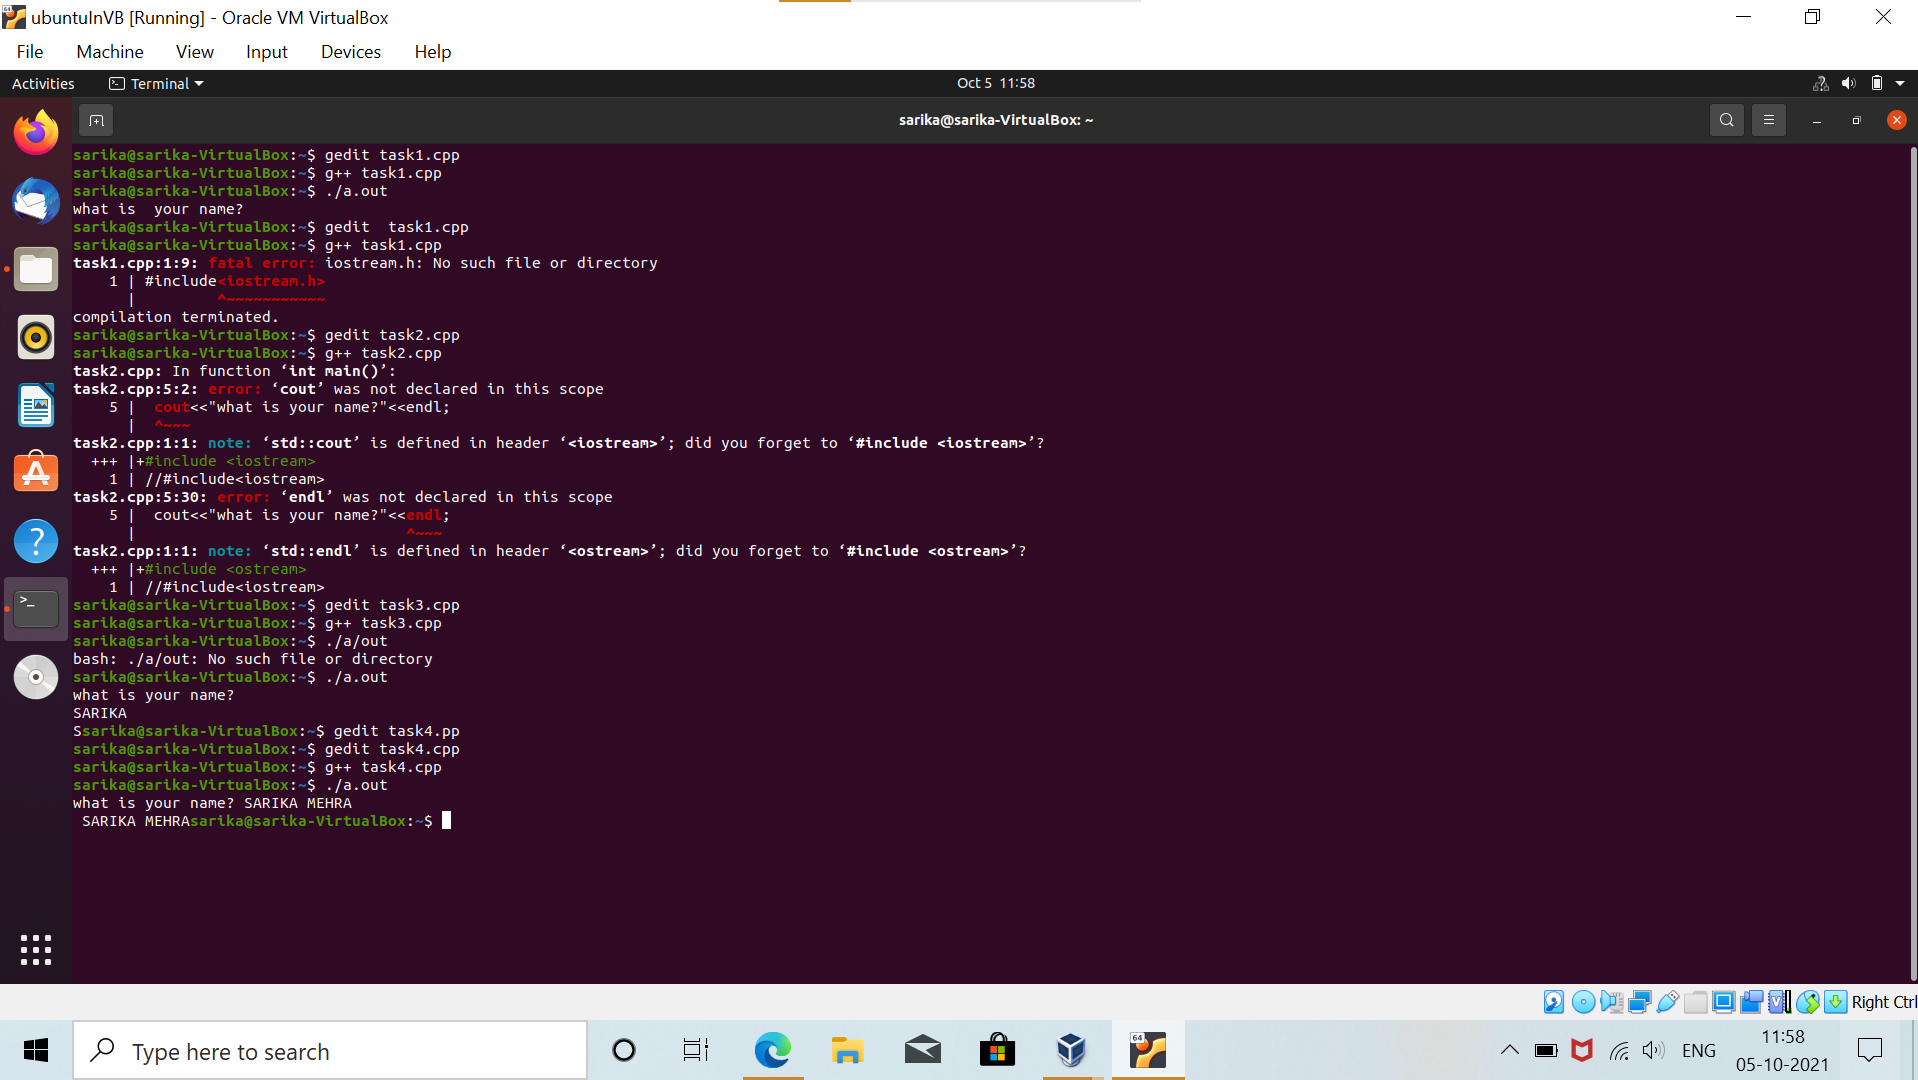 ubuntuInVB [Running] - Oracle VM VirtualBox
File Machine View Input Devices Help
Activities Terminal Oct 5 11:58
sarika@sarika-VirtualBox: ~
sarika@sarika-VirtualBox:~$ gedit task1.cpp
sarika@sarika-VirtualBox:~$ g++ task1.cpp
sarika@sarika-VirtualBox:~$ ./a.out
what is  your name?
sarika@sarika-VirtualBox:~$ gedit  task1.cpp
sarika@sarika-VirtualBox:~$ g++ task1.cpp
task1.cpp:1:9: fatal error: iostream.h: No such file or directory
    1 | #include<iostream.h>
      |         ^~~~~~~~~~~~
compilation terminated.
sarika@sarika-VirtualBox:~$ gedit task2.cpp
sarika@sarika-VirtualBox:~$ g++ task2.cpp
task2.cpp: In function ‘int main()’:
task2.cpp:5:2: error: ‘cout’ was not declared in this scope
    5 |  cout<<"what is your name?"<<endl;
      |  ^~~~
task2.cpp:1:1: note: ‘std::cout’ is defined in header ‘<iostream>’; did you forget to ‘#include <iostream>’?
  +++ |+#include <iostream>
    1 | //#include<iostream>
task2.cpp:5:30: error: ‘endl’ was not declared in this scope
    5 |  cout<<"what is your name?"<<endl;
      |                              ^~~~
task2.cpp:1:1: note: ‘std::endl’ is defined in header ‘<ostream>’; did you forget to ‘#include <ostream>’?
  +++ |+#include <ostream>
    1 | //#include<iostream>
sarika@sarika-VirtualBox:~$ gedit task3.cpp
sarika@sarika-VirtualBox:~$ g++ task3.cpp
sarika@sarika-VirtualBox:~$ ./a/out
bash: ./a/out: No such file or directory
sarika@sarika-VirtualBox:~$ ./a.out
what is your name?
SARIKA
Ssarika@sarika-VirtualBox:~$ gedit task4.pp
sarika@sarika-VirtualBox:~$ gedit task4.cpp
sarika@sarika-VirtualBox:~$ g++ task4.cpp
sarika@sarika-VirtualBox:~$ ./a.out
what is your name? SARIKA MEHRA
 SARIKA MEHRAsarika@sarika-VirtualBox:~$
Right Ctrl
Type here to search
ENG
11:58
05-10-2021